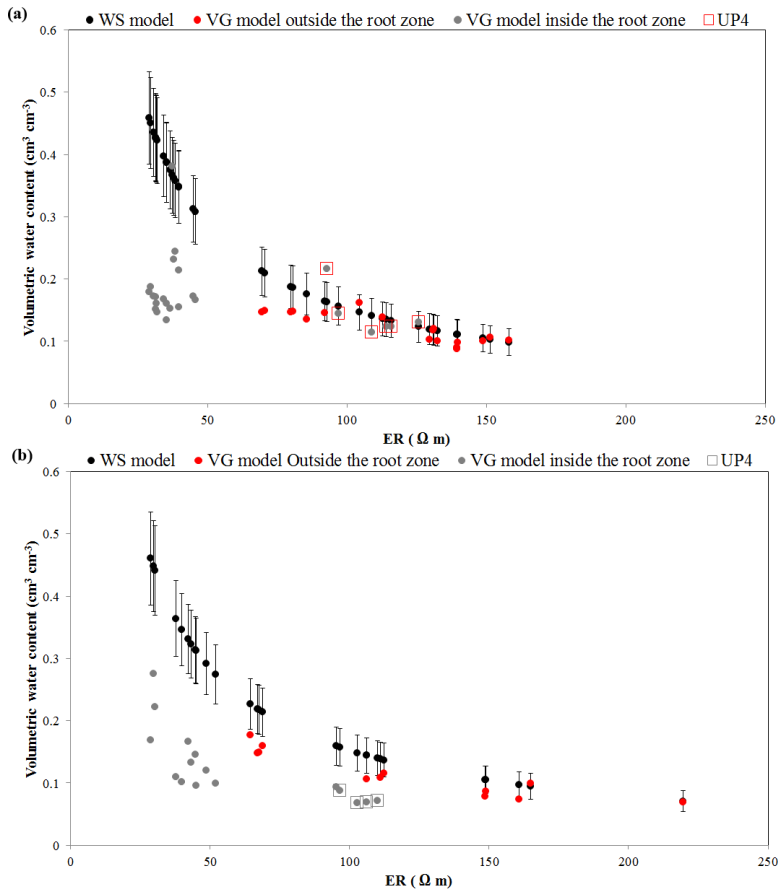 (a)
WS model VG model outside the root zone VG model inside the root zone UP4
0.6
0.5
0.4
0.3
0.2
0.1
0
Volumetric water content (cm³ cm⁻³)
0 50 100 150 200 250
ER ( Ω m)
(b)
WS model VG model Outside the root zone VG model inside the root zone UP4
0.6
0.5
0.4
0.3
0.2
0.1
0
Volumetric water content (cm³ cm⁻³)
0 50 100 150 200 250
ER ( Ω m)